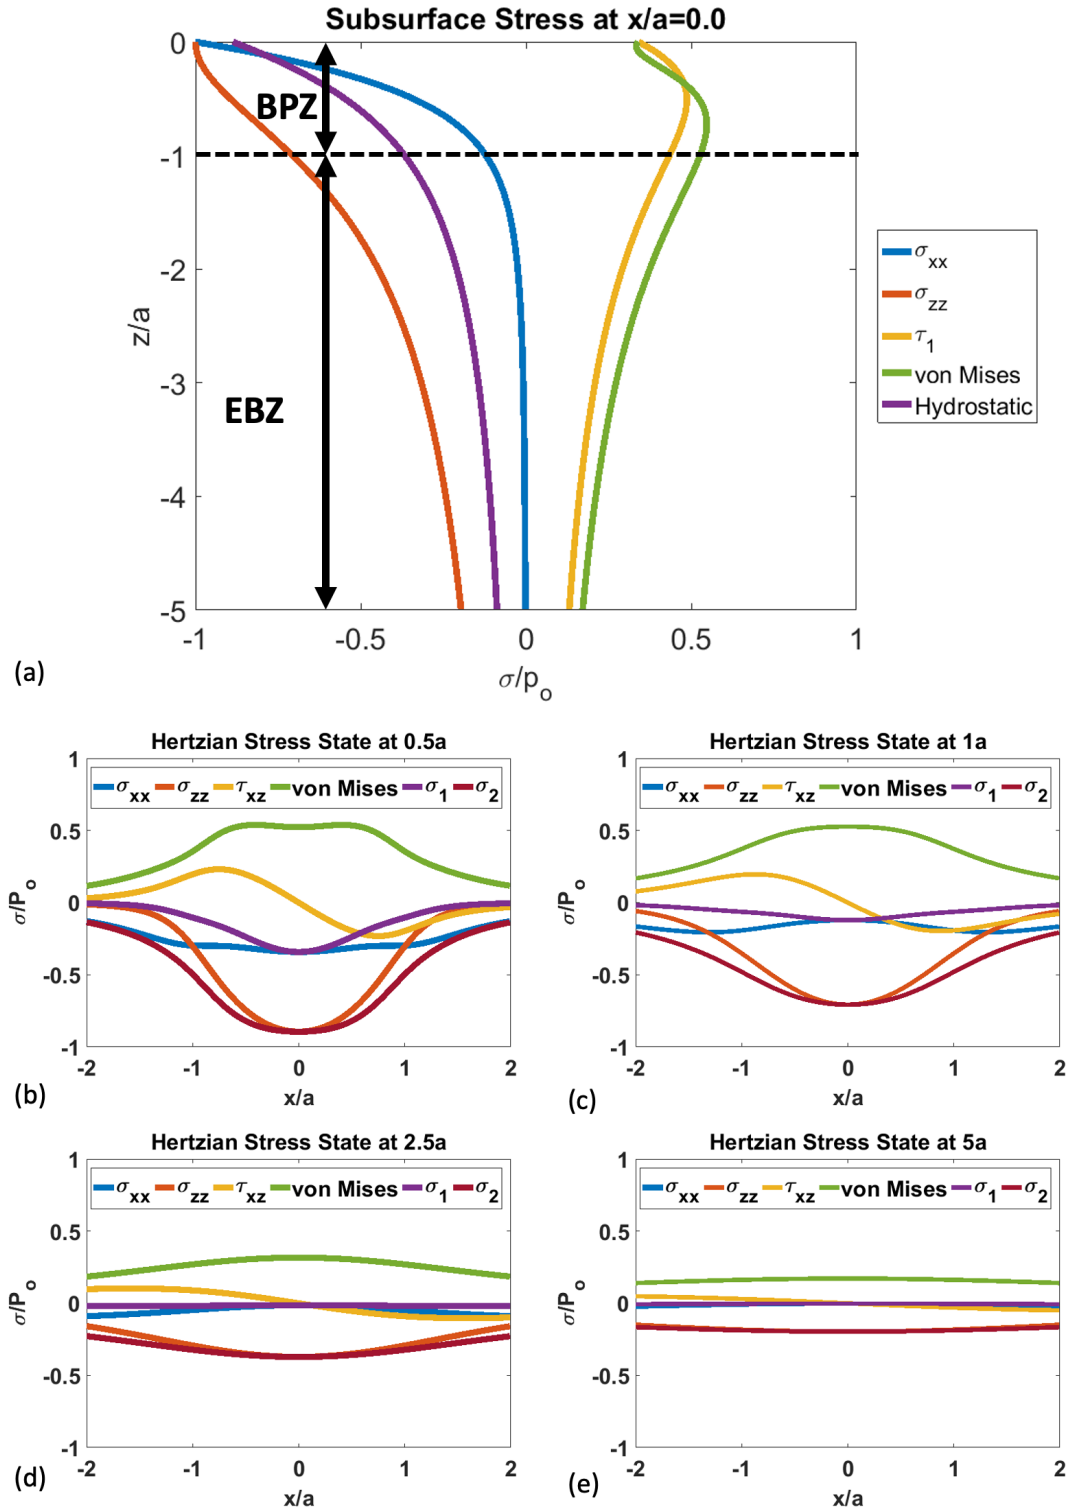 Subsurface Stress at x/a=0.0
0
-1
-2
-3
-4
-5
z/a
BPZ
EBZ
-1 -0.5 0 0.5 1
σ/pₒ
σxx
σzz
τ1
von Mises
Hydrostatic
(a)
Hertzian Stress State at 0.5a
σxx σzz τxz von Mises σ1 σ2
1
0.5
0
-0.5
-1
σ/Pₒ
-2 -1 0 1 2
x/a
(b)
Hertzian Stress State at 1a
σxx σzz τxz von Mises σ1 σ2
1
0.5
0
-0.5
-1
σ/Pₒ
-2 -1 0 1 2
x/a
(c)
Hertzian Stress State at 2.5a
σxx σzz τxz von Mises σ1 σ2
1
0.5
0
-0.5
-1
σ/Pₒ
-2 -1 0 1 2
x/a
(d)
Hertzian Stress State at 5a
σxx σzz τxz von Mises σ1 σ2
1
0.5
0
-0.5
-1
σ/Pₒ
-2 -1 0 1 2
x/a
(e)